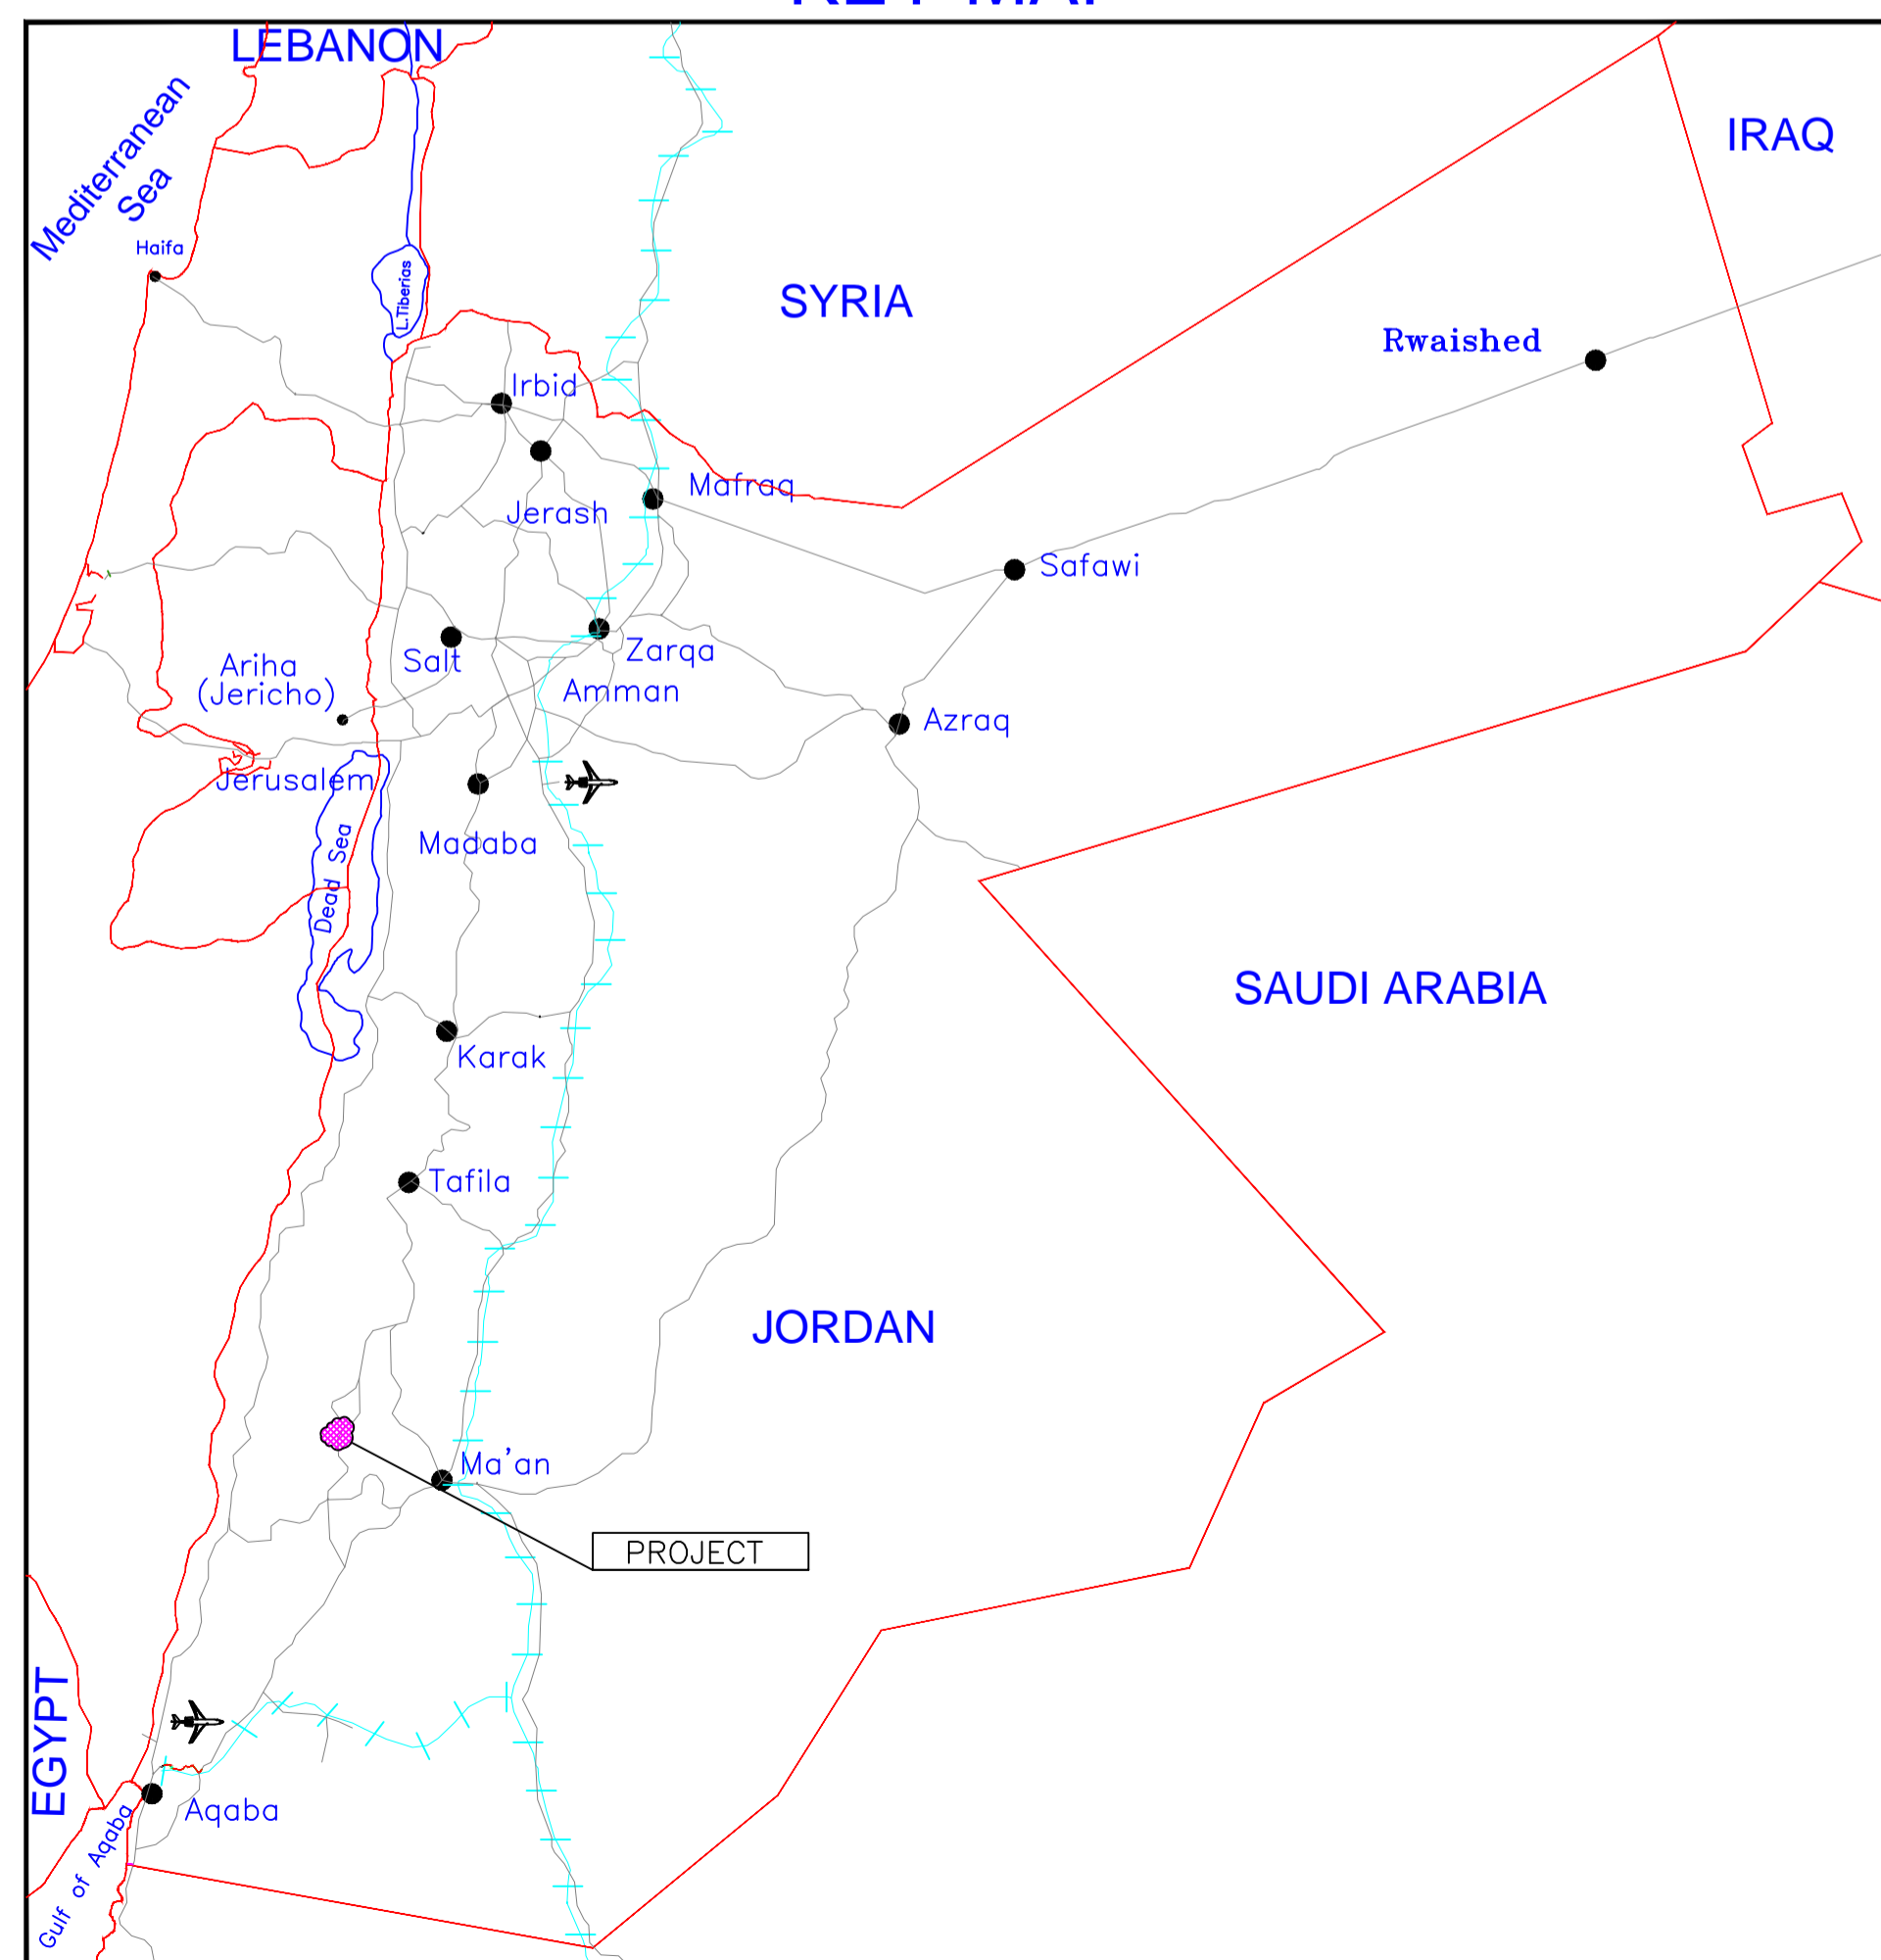 LEBANON
Mediterranean
Sea
IRAQ
Haifa
L.Tiberias
SYRIA
Rwaished
Irbid
Mafraq
Jerash
Safawi
Zarqa
Salt
Ariha
(Jericho)
Amman
Azraq
Jerusalem
Madaba
Dead Sea
SAUDI ARABIA
Karak
Tafila
JORDAN
Ma'an
PROJECT
EGYPT
Aqaba
Gulf of Aqaba